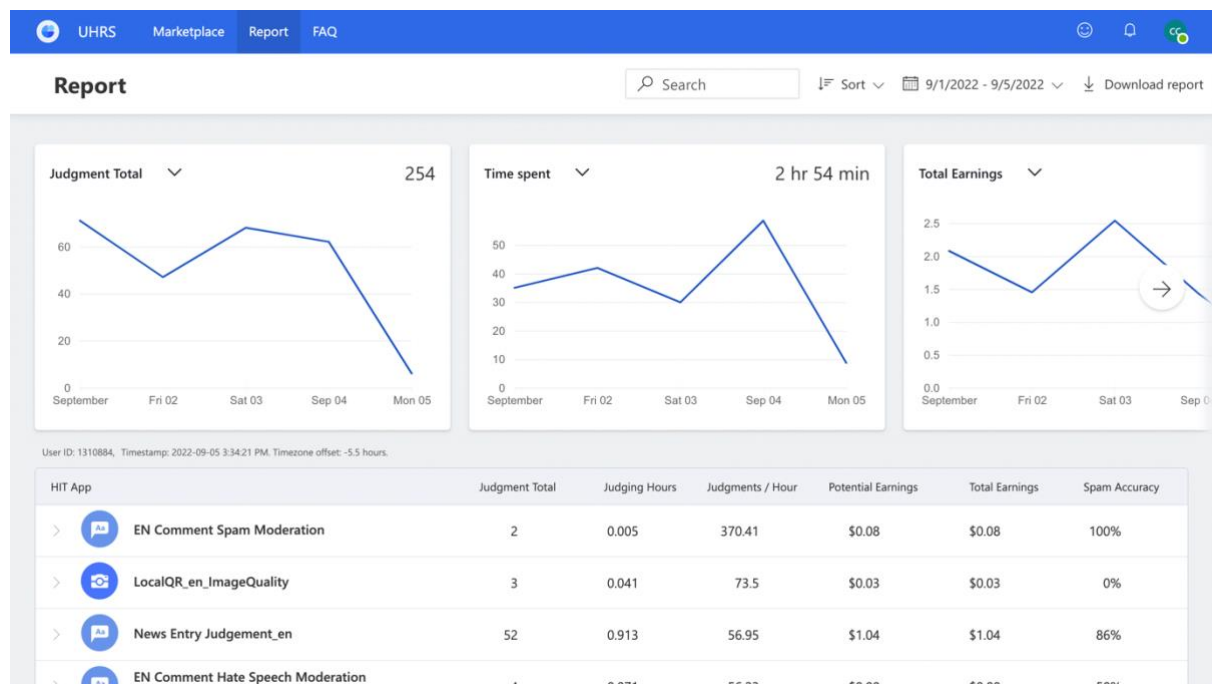 UHRS Marketplace Report FAQ CC
Report Search Sort 9/1/2022 - 9/5/2022 Download report
Judgment Total 254
60
40
20
0
September Fri 02 Sat 03 Sep 04 Mon 05
Time spent 2 hr 54 min
50
40
30
20
10
0
September Fri 02 Sat 03 Sep 04 Mon 05
Total Earnings
2.5
2.0
1.5
1.0
0.5
0.0
September Fri 02 Sat 03 Sep 0
User ID: 1310884, Timestamp: 2022-09-05 3:34:21 PM. Timezone offset: -5.5 hours.
HIT App Judgment Total Judging Hours Judgments / Hour Potential Earnings Total Earnings Spam Accuracy
Aa EN Comment Spam Moderation 2 0.005 370.41 $0.08 $0.08 100%
LocalQR_en_ImageQuality 3 0.041 73.5 $0.03 $0.03 0%
Aa News Entry Judgement_en 52 0.913 56.95 $1.04 $1.04 86%
EN Comment Hate Speech Moderation